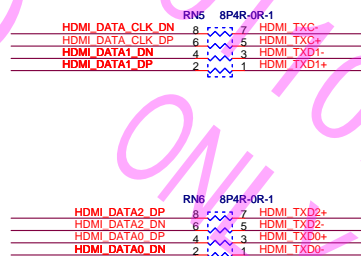 RN5 8P4R-0R-1
HDMI_DATA_CLK_DN 8 7 HDMI_TXC-
HDMI_DATA_CLK_DP 6 5 HDMI_TXC+
HDMI_DATA1_DN 4 3 HDMI_TXD1-
HDMI_DATA1_DP 2 1 HDMI_TXD1+
RN6 8P4R-0R-1
HDMI_DATA2_DP 8 7 HDMI_TXD2+
HDMI_DATA2_DN 6 5 HDMI_TXD2-
HDMI_DATA0_DP 4 3 HDMI_TXD0+
HDMI_DATA0_DN 2 1 HDMI_TXD0-